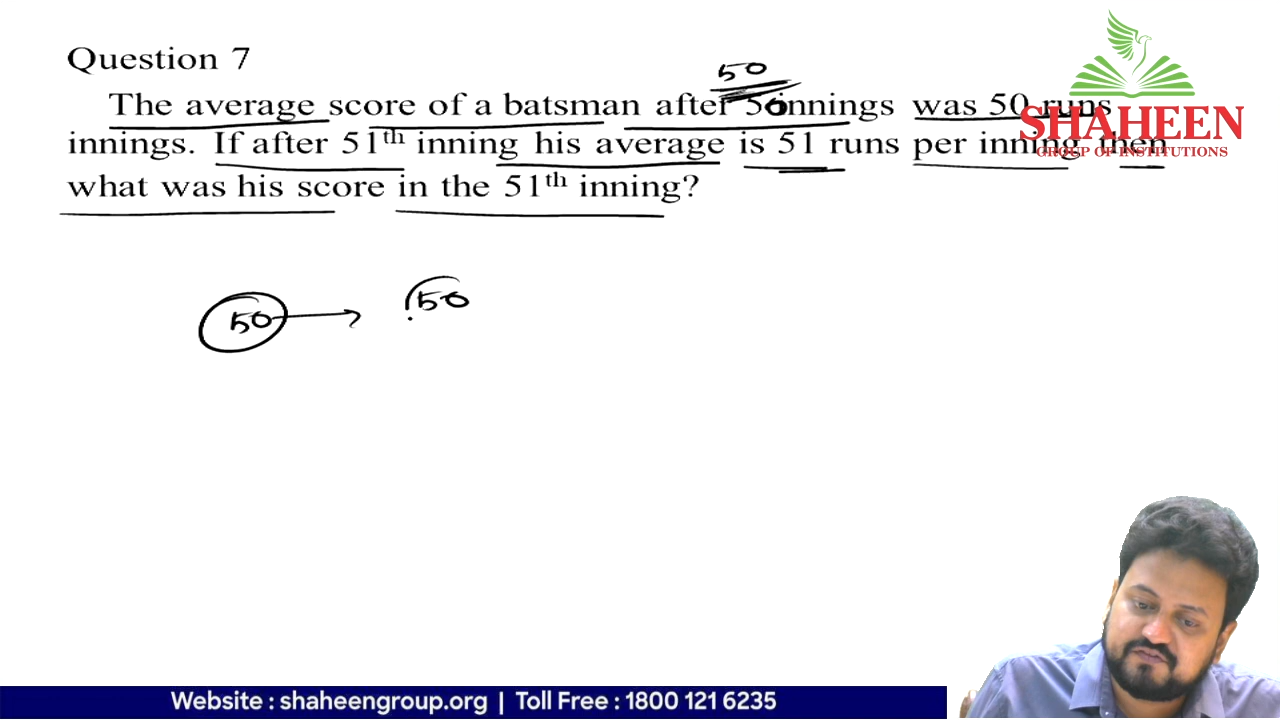 Question 7
50
The average score of a batsman after 50 innings was 50 runs
innings. If after 51th inning his average is 51 runs per inning then
what was his score in the 51th inning?
SHAHEEN
GROUP OF INSTITUTIONS
50 → 50
Website : shaheengroup.org | Toll Free : 1800 121 6235